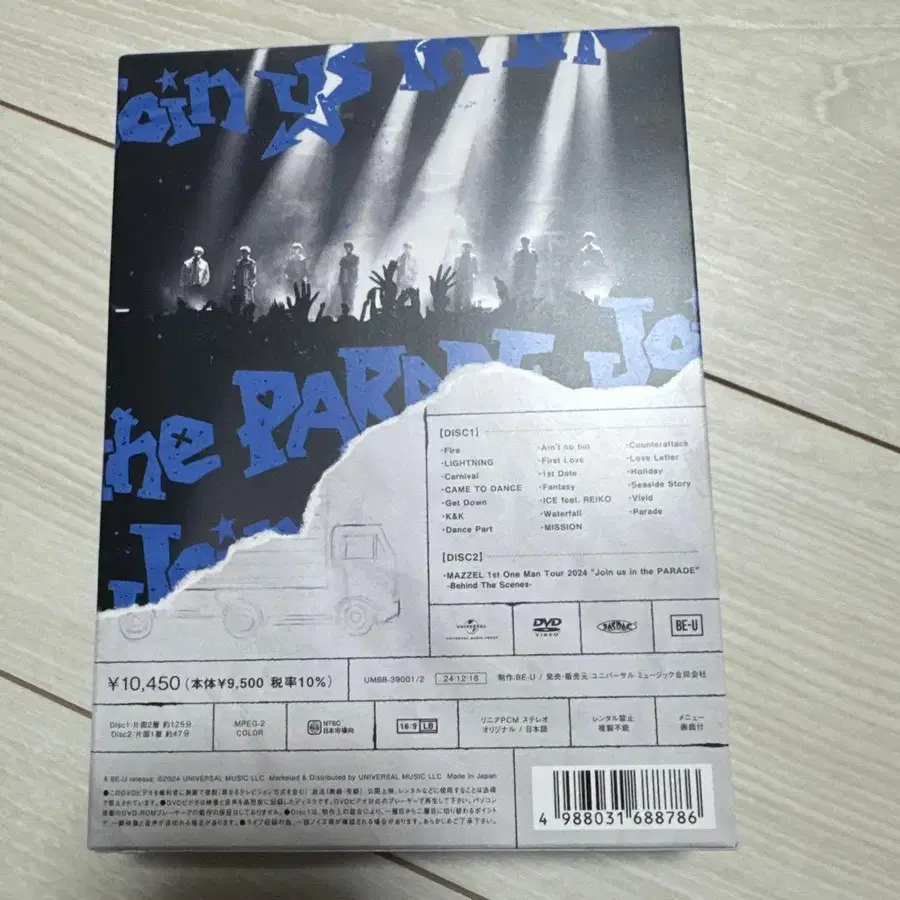 Join us in the
the PARADE Jo
Join
【DISC1】
・Fire
・LIGHTNING
・Carnival
・CAME TO DANCE
・Get Down
・K&K
・Dance Part
・Ain't no hill
・First Love
・1st Date
・Fantasy
・ICE feat. REIKO
・Waterfall
・MISSION
・Counterattack
・Love Letter
・Holiday
・Seaside Story
・Vivid
・Parade
【DISC2】
・MAZZEL 1st One Man Tour 2024 "Join us in the PARADE"
-Behind The Scenes-
UNIVERSAL
UNIVERSAL MUSIC GROUP
DVD
VIDEO
BE-U
¥10,450(本体¥9,500 税率10%)
UMBB-39001/2
24・12・18
制作:BE-U / 発売・販売元 ユニバーサル ミュージック合同会社
Disc1 片面2層 約125分
Disc2 片面1層 約47分
MPEG-2
COLOR
NTSC
日本市場向
16:9 LB
リニアPCM ステレオ
オリジナル / 日本語
レンタル禁止
複製不能
メニュー
画面付
A BE-U release ©2024 UNIVERSAL MUSIC LLC Marketed & Distributed by UNIVERSAL MUSIC LLC Made in Japan
4 988031 688786